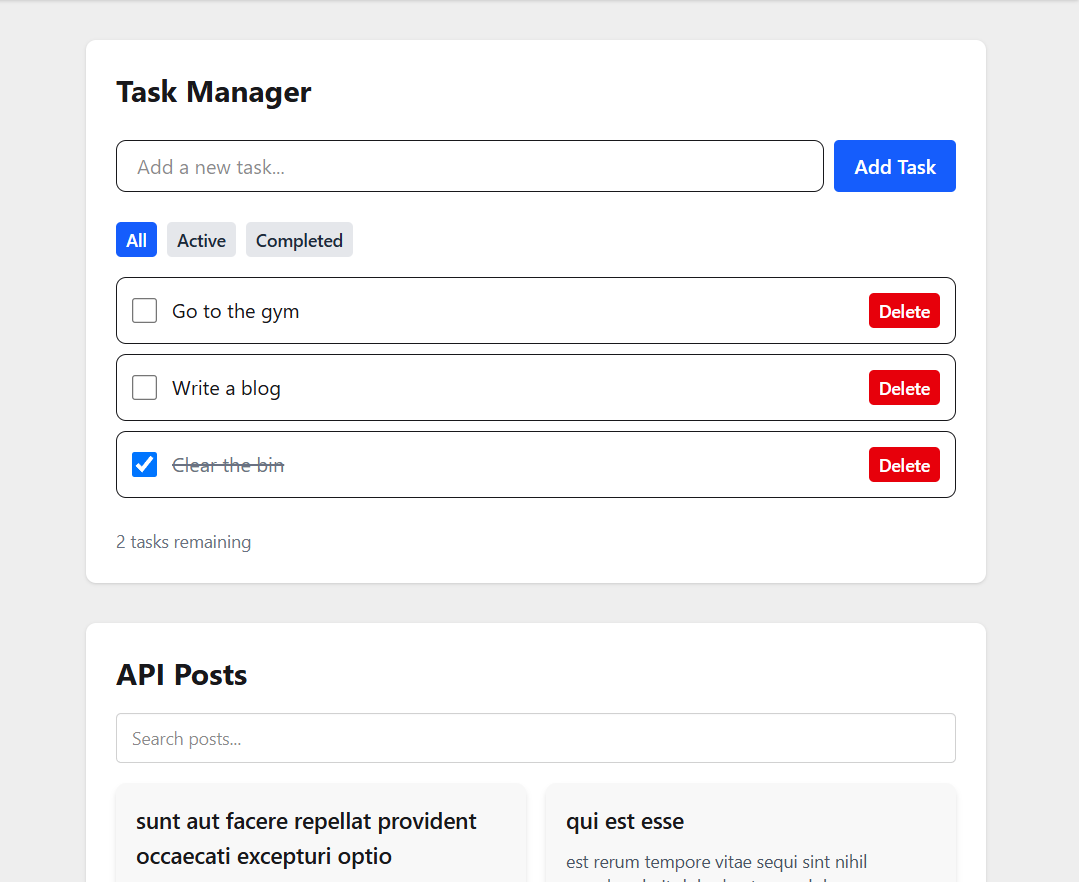 Task Manager
Add a new task...
Add Task
All
Active
Completed
Go to the gym
Delete
Write a blog
Delete
Clear the bin
Delete
2 tasks remaining
API Posts
Search posts...
sunt aut facere repellat provident
occaecati excepturi optio
qui est esse
est rerum tempore vitae sequi sint nihil